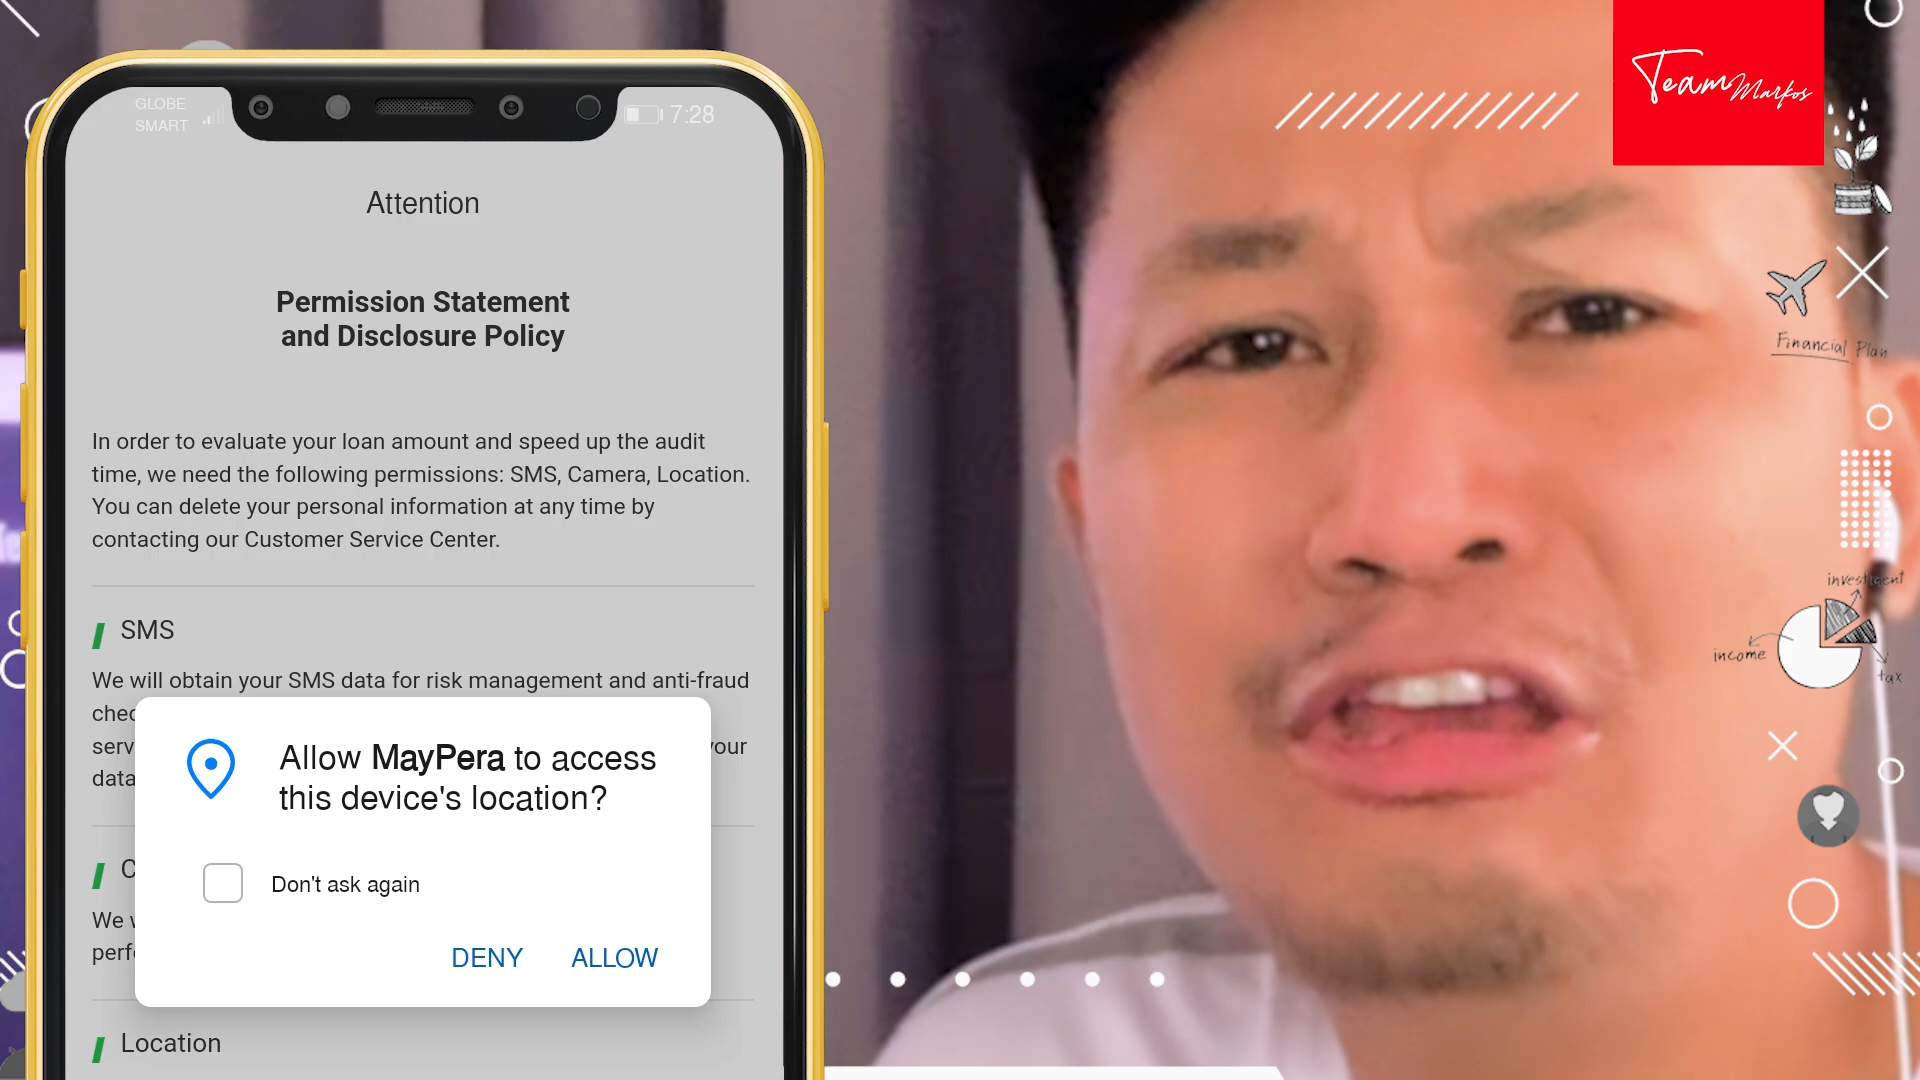 GLOBE
SMART
7:28
Attention
Permission Statement
and Disclosure Policy
In order to evaluate your loan amount and speed up the audit
time, we need the following permissions: SMS, Camera, Location.
You can delete your personal information at any time by
contacting our Customer Service Center.
SMS
We will obtain your SMS data for risk management and anti-fraud
your
data
Allow MayPera to access
this device's location?
Don't ask again
DENY ALLOW
We
Location
Team Markos
Financial Plan
investment
income
tax